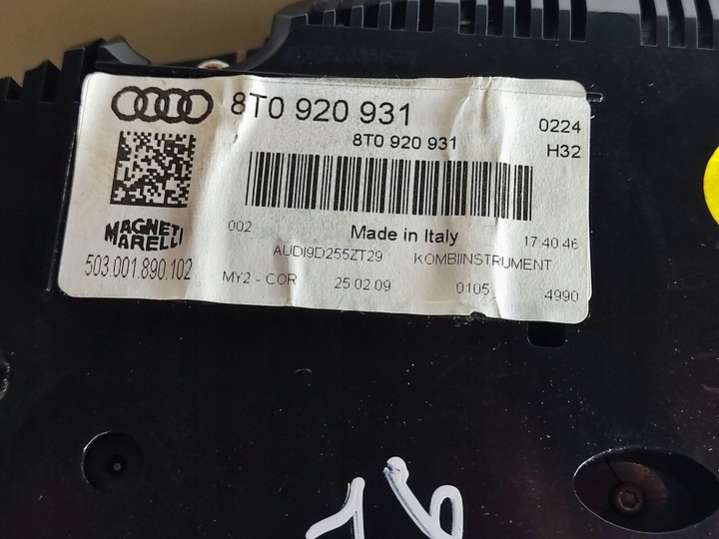 8T0 920 931
8T0 920 931
0224
H32
MAGNETI
MARELLI
503.001.890.102
002
Made in Italy
17 40 46
AUDI9D255ZT29 KOMBIINSTRUMENT
MY2 - COR 25.02.09 0105 4990